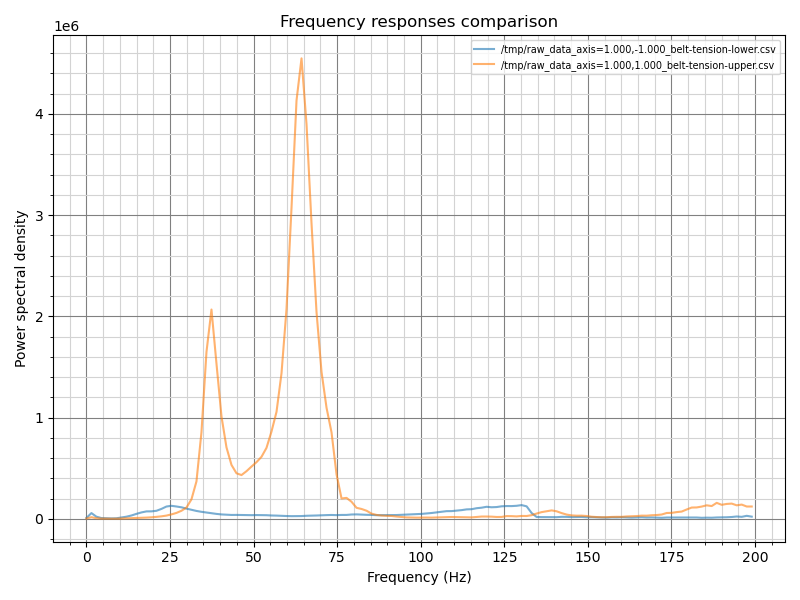 Frequency responses comparison
1e6
/tmp/raw_data_axis=1.000,-1.000_belt-tension-lower.csv
/tmp/raw_data_axis=1.000,1.000_belt-tension-upper.csv
4
3
2
1
0
Power spectral density
0 25 50 75 100 125 150 175 200
Frequency (Hz)